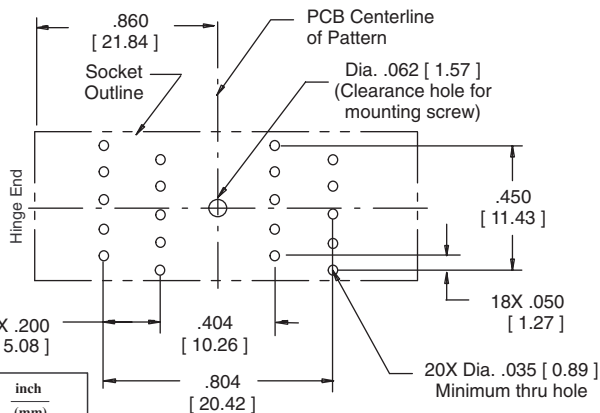 .860
[ 21.84 ]
PCB Centerline
of Pattern
Socket
Outline
Dia. .062 [ 1.57 ]
(Clearance hole for
mounting screw)
Hinge End
.450
[ 11.43 ]
18X .050
[ 1.27 ]
X .200
5.08 ]
.404
[ 10.26 ]
.804
[ 20.42 ]
20X Dia. .035 [ 0.89 ]
Minimum thru hole
inch
(mm)